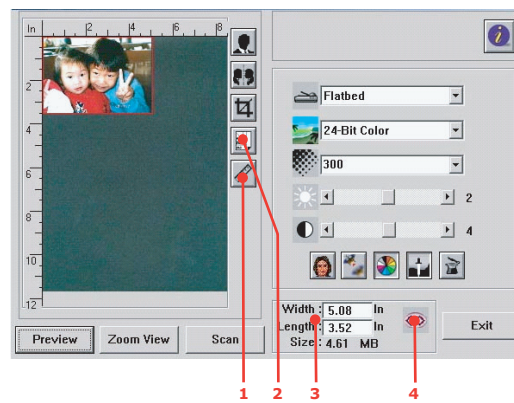 In 2 4 6 8
2
4
6
8
10
12
i
Flatbed
24-Bit Color
300
2
4
Width : 5.08 In
Length : 3.52 In
Size : 4.61 MB
Preview Zoom View Scan Exit
1 2 3 4